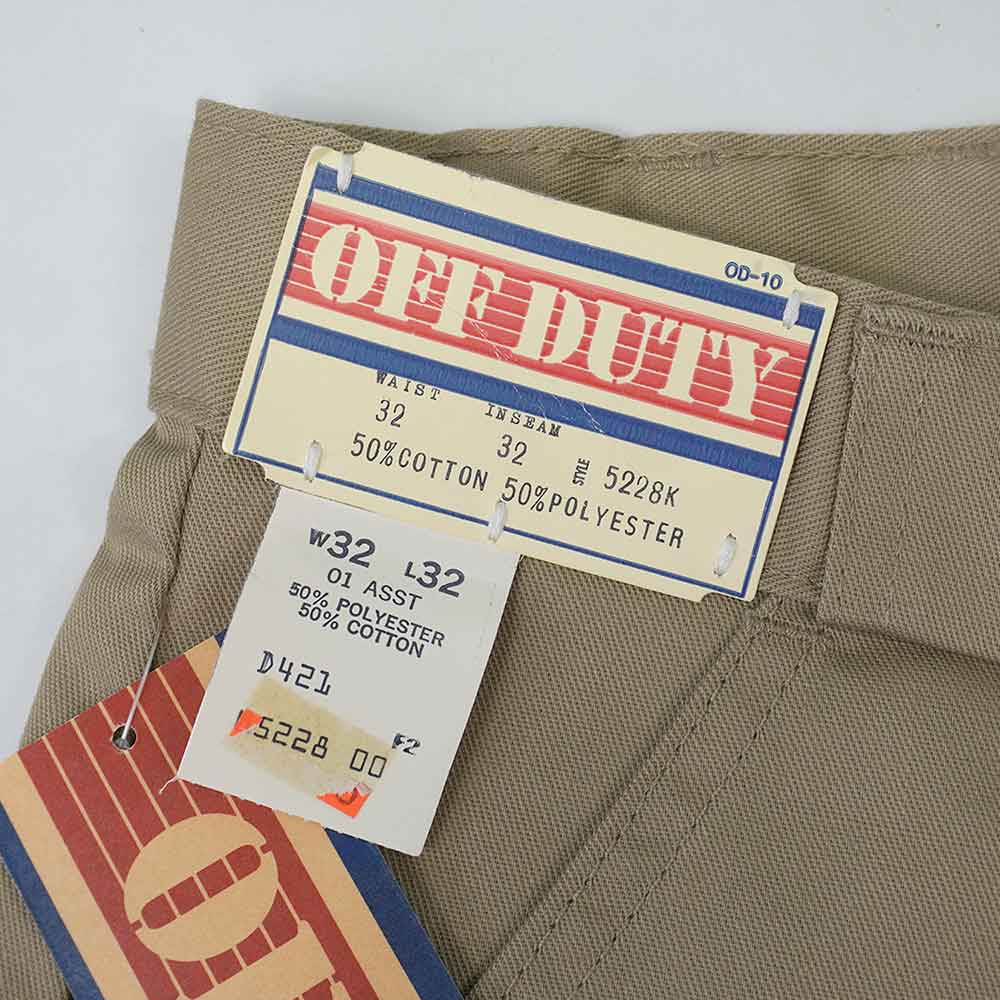 OD-10
OFF DUTY
WAIST INSEAM
32 32 STYLE 5228K
50%COTTON 50%POLYESTER
W32 L32
01 ASST
50% POLYESTER
50% COTTON
D421
5228 00 F2